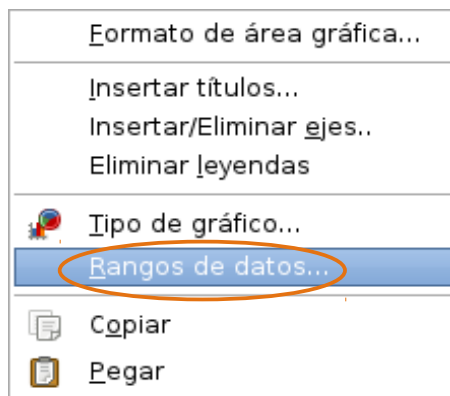 Formato de área gráfica...
Insertar títulos...
Insertar/Eliminar ejes..
Eliminar leyendas
Tipo de gráfico...
Rangos de datos...
Copiar
Pegar